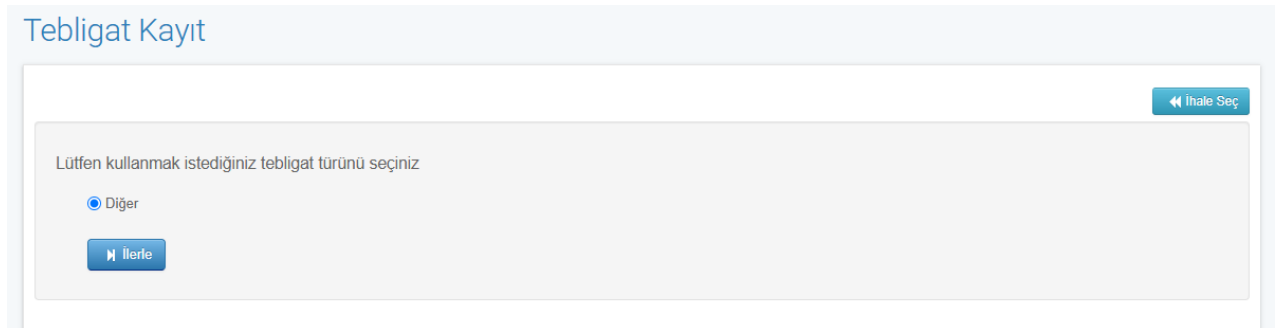 Tebligat Kayıt
İhale Seç
Lütfen kullanmak istediğiniz tebligat türünü seçiniz
Diğer
İlerle